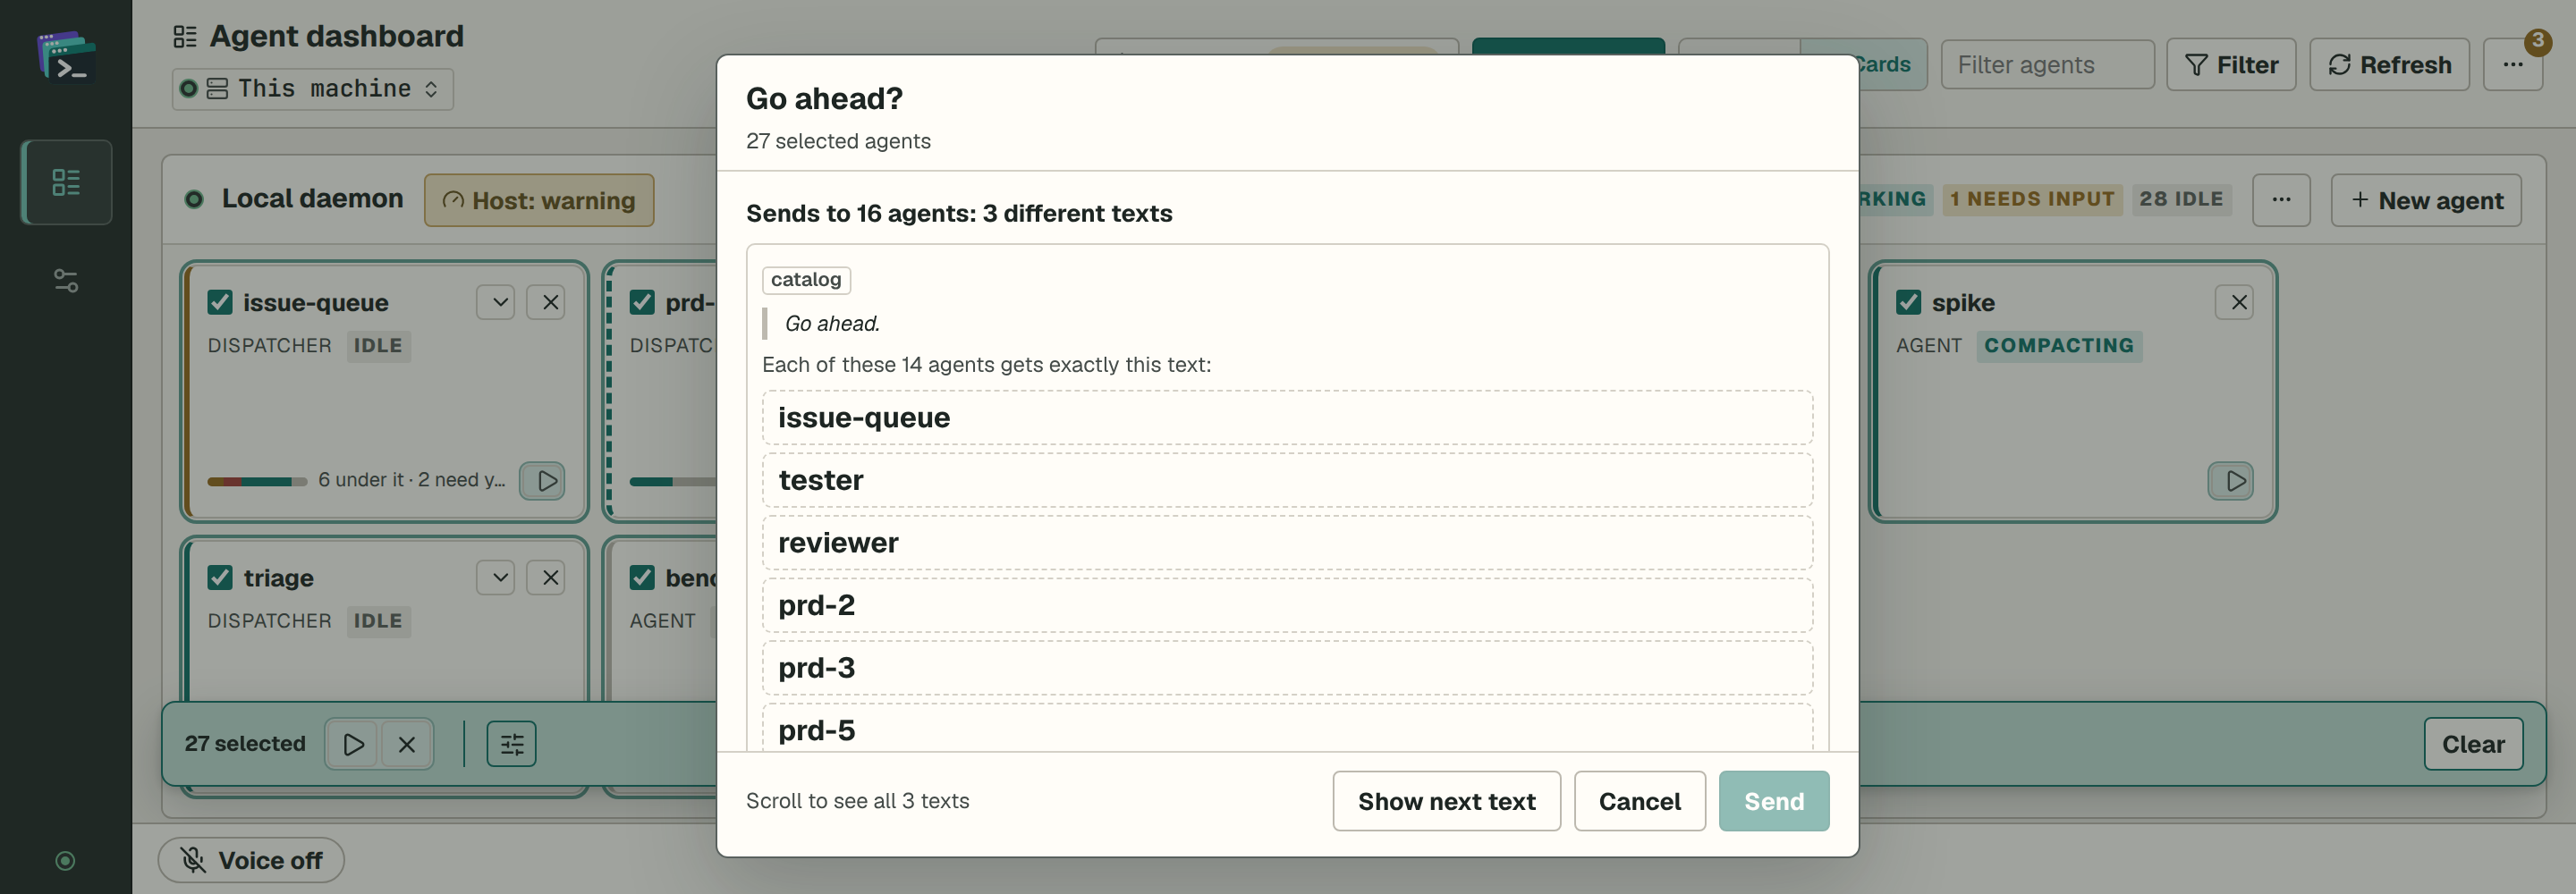 Agent dashboard
This machine
Cards
Filter agents
Filter
Refresh
...
3
Local daemon
Host: warning
1 NEEDS INPUT
28 IDLE
...
+ New agent
issue-queue
DISPATCHER IDLE
6 under it · 2 need y...
prd-
spike
AGENT COMPACTING
triage
DISPATCHER IDLE
AGENT
27 selected
Clear
Voice off
Go ahead?
27 selected agents
Sends to 16 agents: 3 different texts
catalog
Go ahead.
Each of these 14 agents gets exactly this text:
issue-queue
tester
reviewer
prd-2
prd-3
prd-5
Scroll to see all 3 texts
Show next text
Cancel
Send